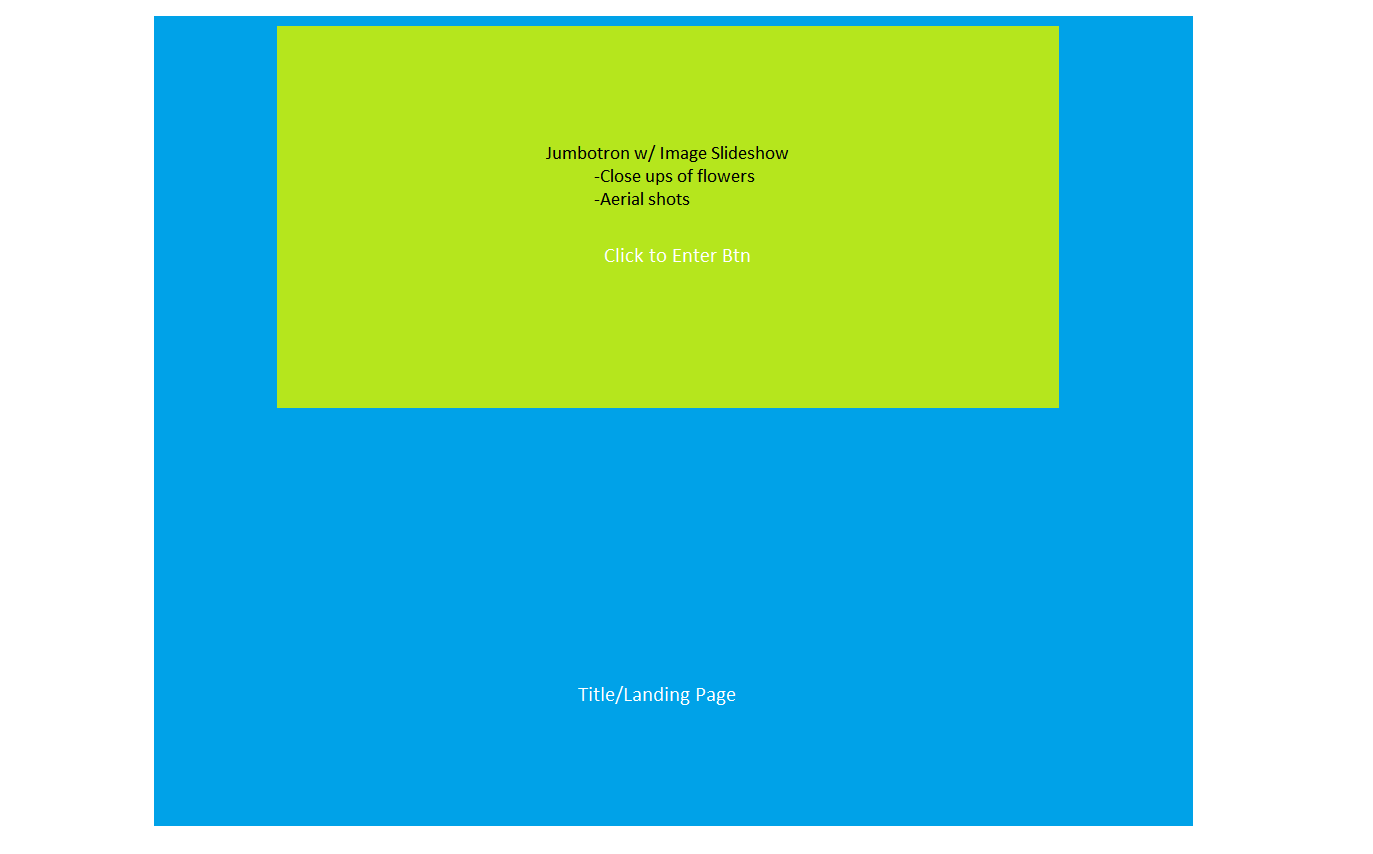 Jumbotron w/ Image Slideshow
-Close ups of flowers
-Aerial shots
Click to Enter Btn
Title/Landing Page